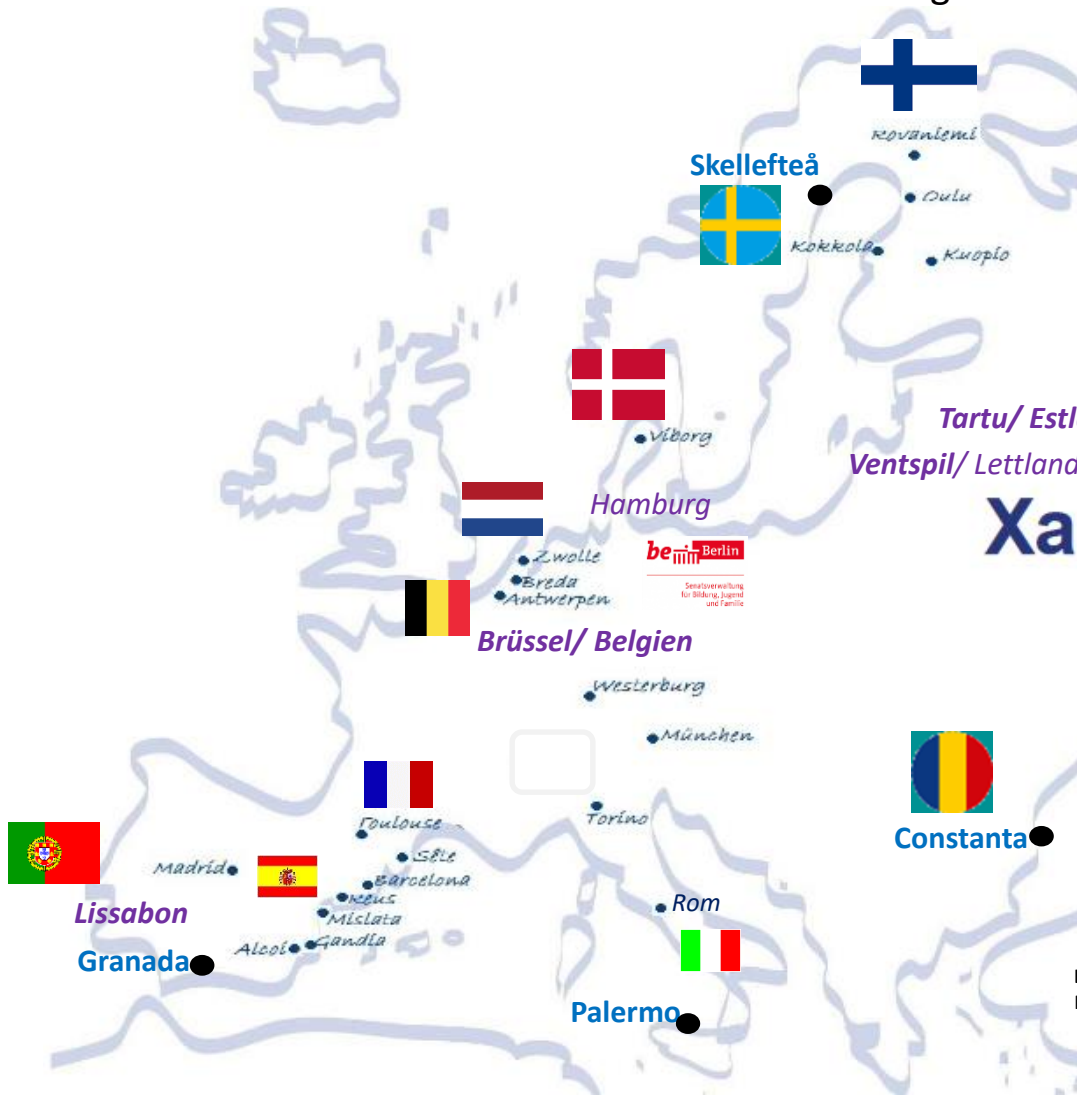 g
Rovaniemi
Skellefteå
Oulu
Kokkola
Kuopio
Tartu/ Estl
Viborg
Ventspil/ Lettland
Hamburg
Xa
be Berlin
Zwolle
Senatsverwaltung
für Bildung, Jugend
und Familie
Breda
Antwerpen
Brüssel/ Belgien
Westerburg
München
Torino
Toulouse
Constanta
Sête
Madrid
Barcelona
Reus
Lissabon
Mislata
Rom
Alcoi
Gandia
Granada
Palermo